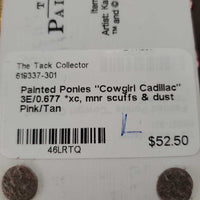 The Tack Collector
619337-301
Painted Ponies "Cowgirl Cadillac"
3E/0.677 *xc, mnr scuffs & dust
Pink/Tan
L
$52.50
46LRTQ